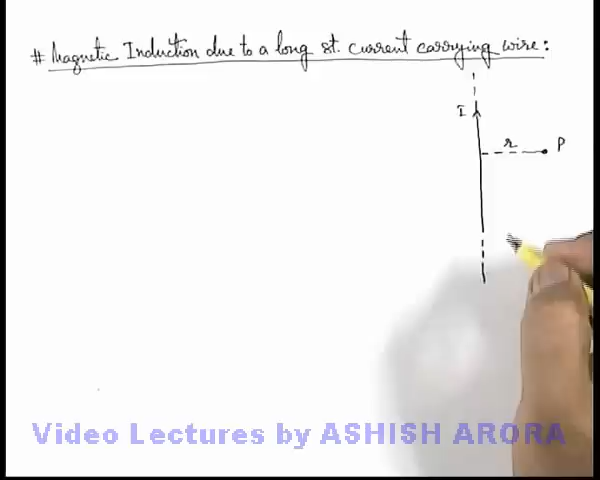 # Magnetic Induction due to a long st. current carrying wire:
I
r P
Video Lectures by ASHISH ARORA